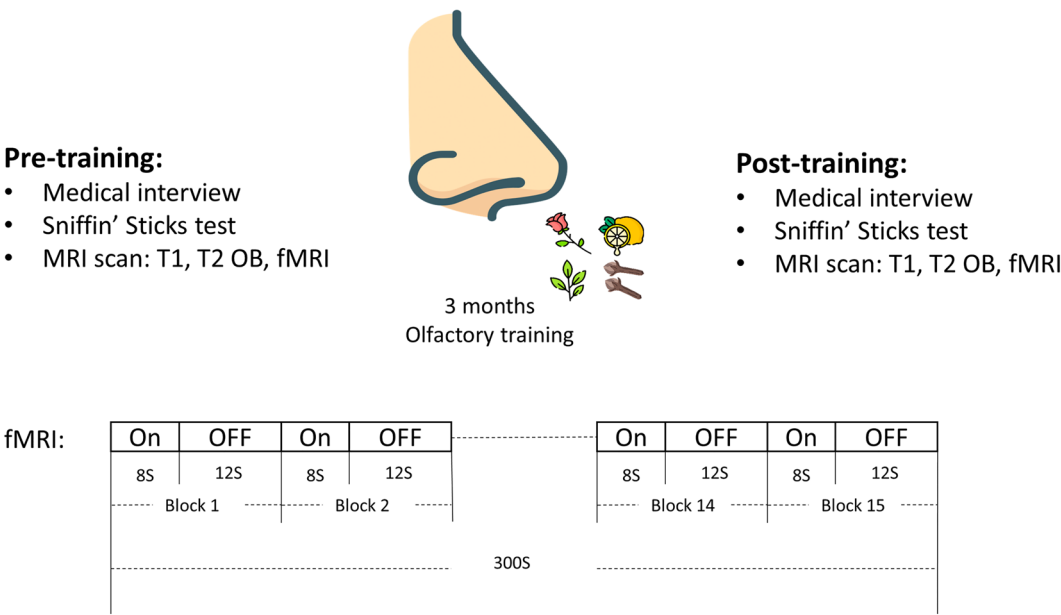 Pre-training:
• Medical interview
• Sniffin' Sticks test
• MRI scan: T1, T2 OB, fMRI
3 months
Olfactory training
Post-training:
• Medical interview
• Sniffin' Sticks test
• MRI scan: T1, T2 OB, fMRI
fMRI:
On OFF On OFF On OFF On OFF
8S 12S 8S 12S 8S 12S 8S 12S
Block 1 Block 2 Block 14 Block 15
300S